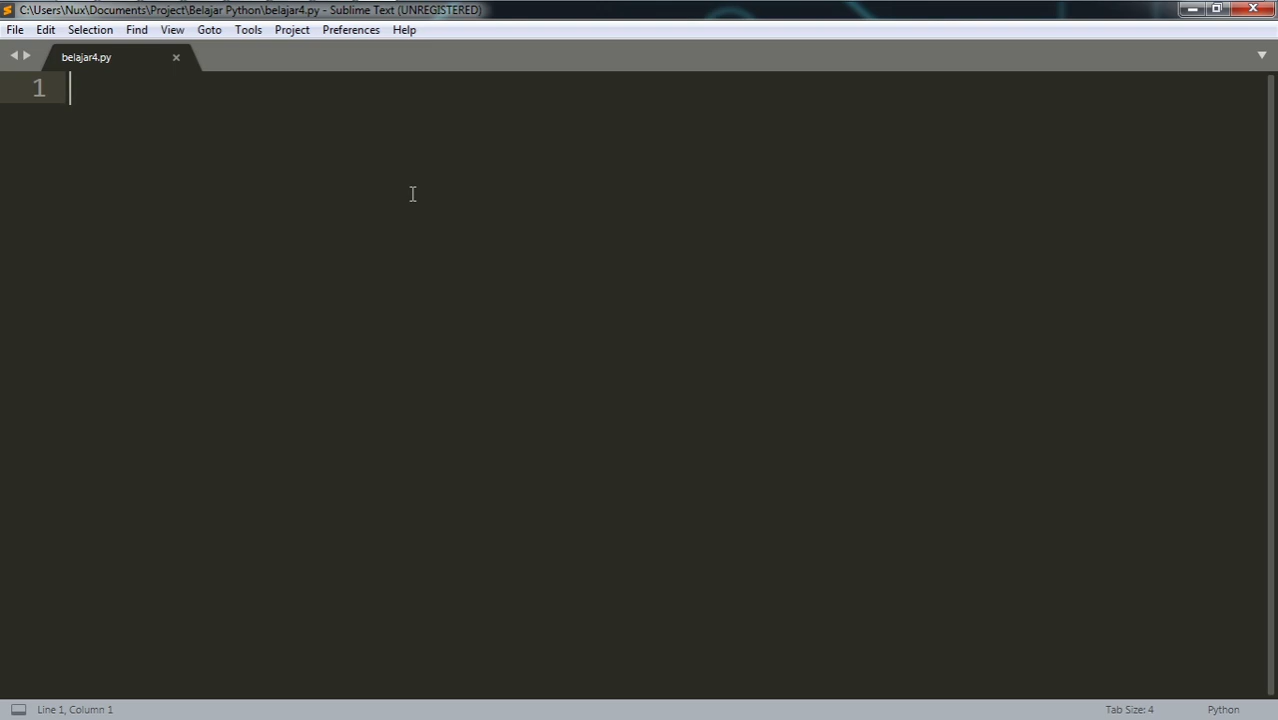 C:\Users\Nux\Documents\Project\Belajar Python\belajar4.py - Sublime Text (UNREGISTERED)
File Edit Selection Find View Goto Tools Project Preferences Help
belajar4.py
1
Line 1, Column 1 Tab Size: 4 Python